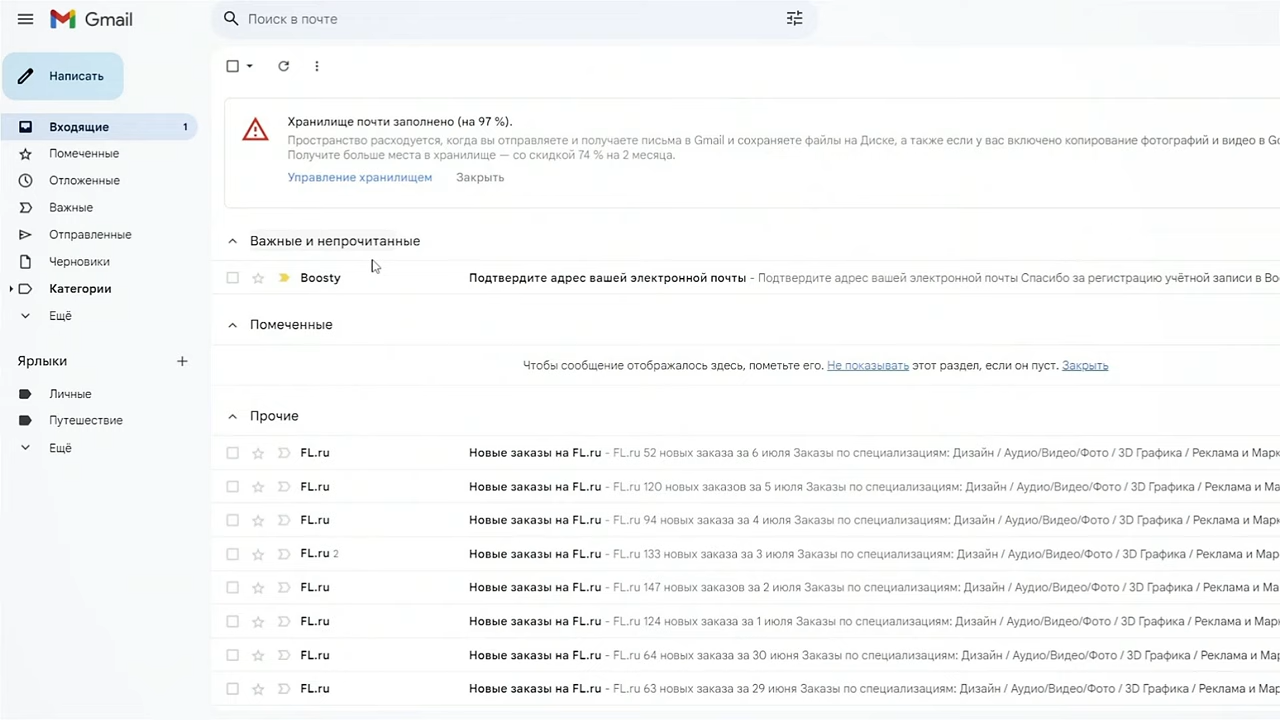 Gmail
Поиск в почте
Написать
Входящие 1
Помеченные
Отложенные
Важные
Отправленные
Черновики
Категории
Ещё
Ярлыки +
Личные
Путешествие
Ещё
Хранилище почти заполнено (на 97 %).
Пространство расходуется, когда вы отправляете и получаете письма в Gmail и сохраняете файлы на Диске, а также если у вас включено копирование фотографий и видео в Go
Получите больше места в хранилище — со скидкой 74 % на 2 месяца.
Управление хранилищем Закрыть
Важные и непрочитанные
Boosty Подтвердите адрес вашей электронной почты - Подтвердите адрес вашей электронной почты Спасибо за регистрацию учётной записи в Bo
Помеченные
Чтобы сообщение отображалось здесь, пометьте его. Не показывать этот раздел, если он пуст. Закрыть
Прочие
FL.ru Новые заказы на FL.ru - FL.ru 52 новых заказа за 6 июля Заказы по специализациям: Дизайн / Аудио/Видео/Фото / 3D Графика / Реклама и Марк
FL.ru Новые заказы на FL.ru - FL.ru 120 новых заказов за 5 июля Заказы по специализациям: Дизайн / Аудио/Видео/Фото / 3D Графика / Реклама и Ма
FL.ru Новые заказы на FL.ru - FL.ru 94 новых заказа за 4 июля Заказы по специализациям: Дизайн / Аудио/Видео/Фото / 3D Графика / Реклама и Марк
FL.ru 2 Новые заказы на FL.ru - FL.ru 133 новых заказа за 3 июля Заказы по специализациям: Дизайн / Аудио/Видео/Фото / 3D Графика / Реклама и Мар
FL.ru Новые заказы на FL.ru - FL.ru 147 новых заказов за 2 июля Заказы по специализациям: Дизайн / Аудио/Видео/Фото / 3D Графика / Реклама и Ма
FL.ru Новые заказы на FL.ru - FL.ru 124 новых заказа за 1 июля Заказы по специализациям: Дизайн / Аудио/Видео/Фото / 3D Графика / Реклама и Мар
FL.ru Новые заказы на FL.ru - FL.ru 64 новых заказа за 30 июня Заказы по специализациям: Дизайн / Аудио/Видео/Фото / 3D Графика / Реклама и Мар
FL.ru Новые заказы на FL.ru - FL.ru 63 новых заказа за 29 июня Заказы по специализациям: Дизайн / Аудио/Видео/Фото / 3D Графика / Реклама и Мар